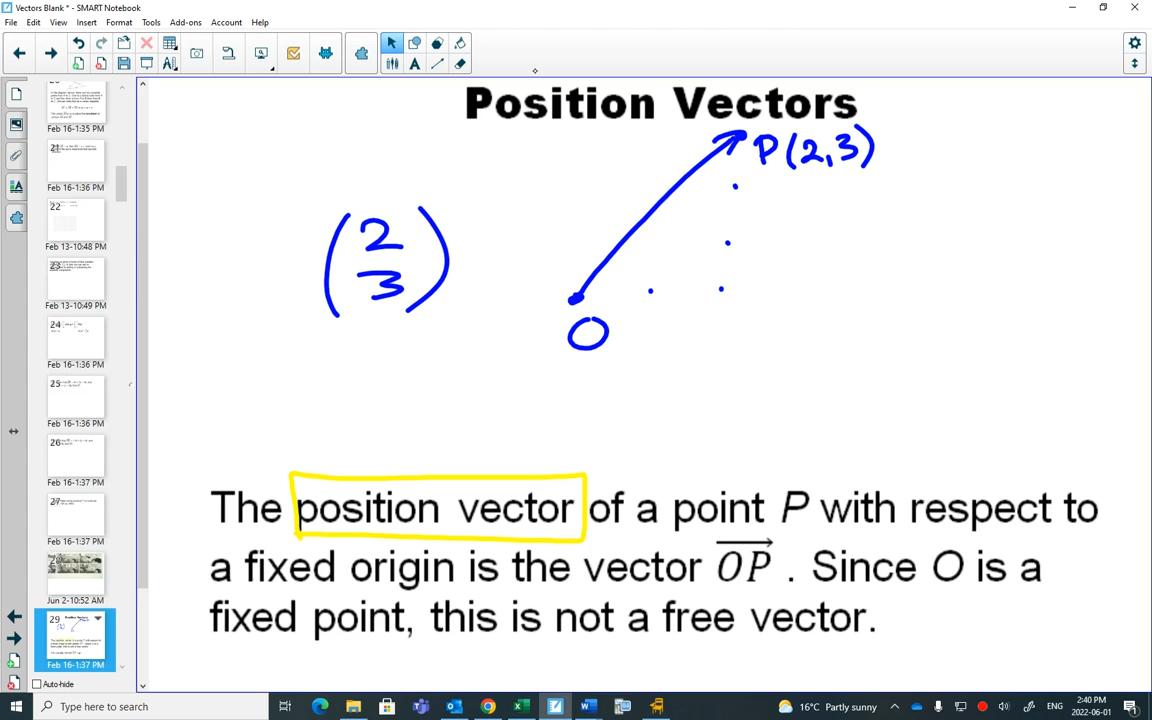 Vectors Blank * - SMART Notebook
File Edit View Insert Format Tools Add-ons Account Help
Feb 16-1:35 PM
21
Feb 16-1:36 PM
22
Feb 13-10:48 PM
23
Feb 13-10:49 PM
24
Feb 16-1:36 PM
25
Feb 16-1:36 PM
26
Feb 16-1:37 PM
27
Feb 16-1:37 PM
Jun 2-10:52 AM
29
Feb 16-1:37 PM
Auto-hide
Position Vectors
P(2,3)
2
3
O
The position vector of a point P with respect to
a fixed origin is the vector OP . Since O is a
fixed point, this is not a free vector.
Type here to search
16°C Partly sunny
2:40 PM
2022-06-01